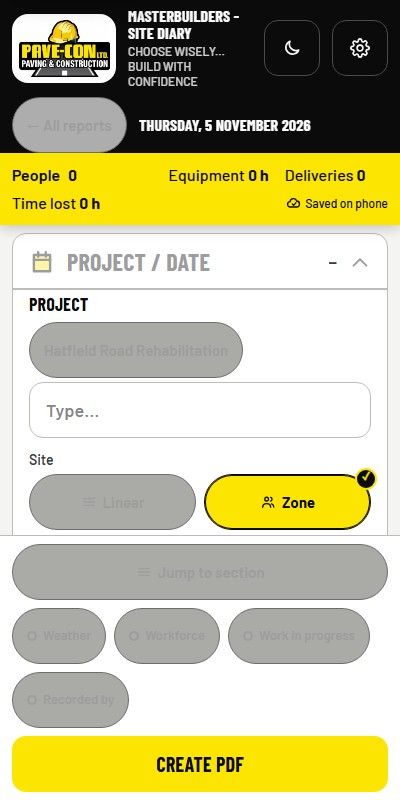 PAVE-CON LTD.
PAVING & CONSTRUCTION
MASTERBUILDERS -
SITE DIARY
CHOOSE WISELY...
BUILD WITH
CONFIDENCE
← All reports
THURSDAY, 5 NOVEMBER 2026
People 0
Equipment 0 h
Deliveries 0
Time lost 0 h
Saved on phone
PROJECT / DATE
–
PROJECT
Hatfield Road Rehabilitation
Type...
Site
Linear
Zone
Jump to section
Weather
Workforce
Work in progress
Recorded by
CREATE PDF